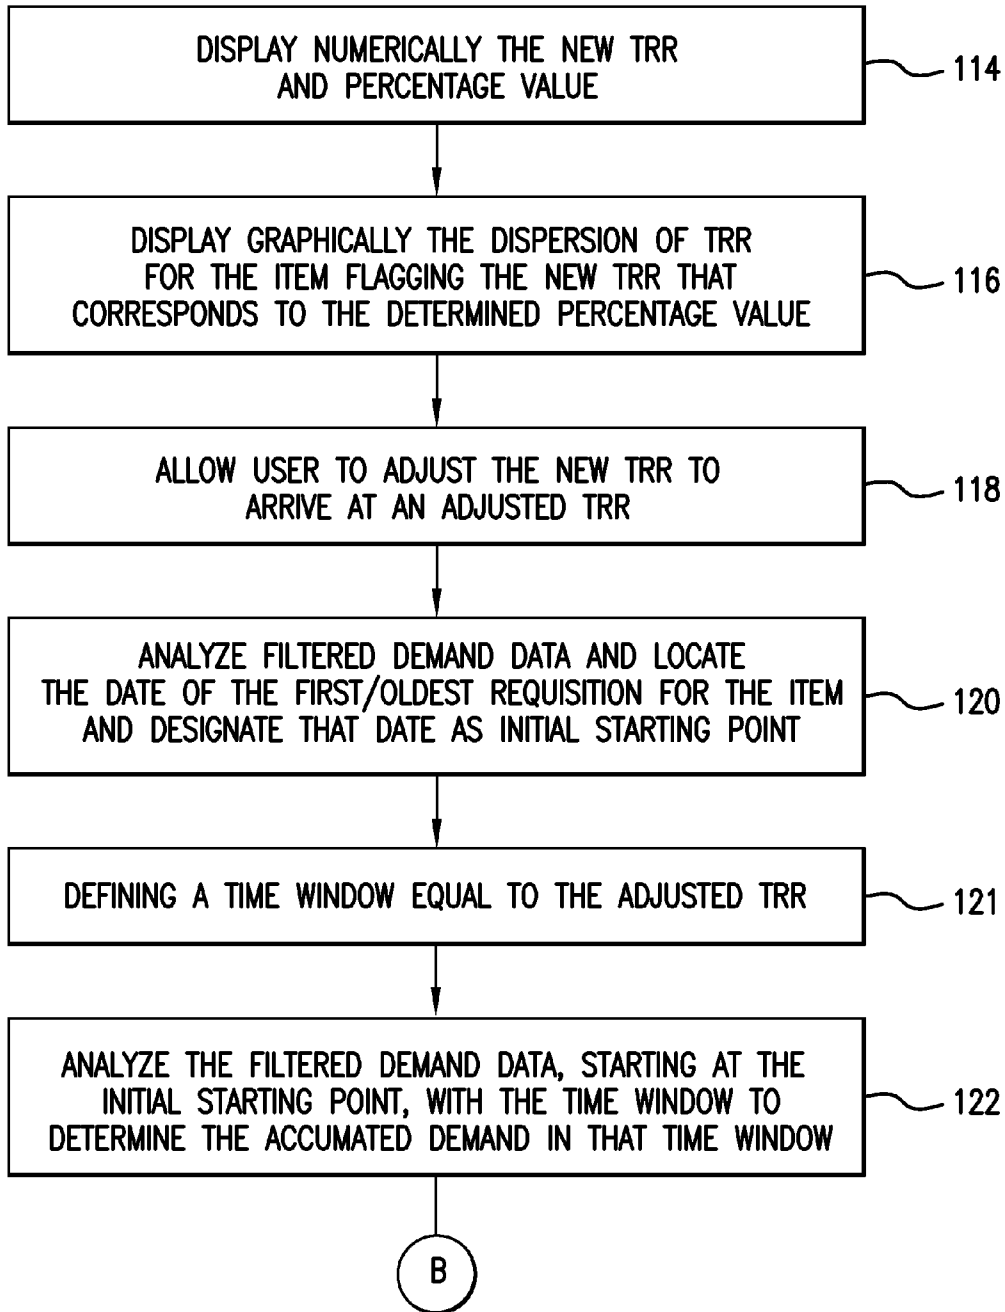 DISPLAY NUMERICALLY THE NEW TRR
AND PERCENTAGE VALUE
114
DISPLAY GRAPHICALLY THE DISPERSION OF TRR
FOR THE ITEM FLAGGING THE NEW TRR THAT
CORRESPONDS TO THE DETERMINED PERCENTAGE VALUE
116
ALLOW USER TO ADJUST THE NEW TRR TO
ARRIVE AT AN ADJUSTED TRR
118
ANALYZE FILTERED DEMAND DATA AND LOCATE
THE DATE OF THE FIRST/OLDEST REQUISITION FOR THE ITEM
AND DESIGNATE THAT DATE AS INITIAL STARTING POINT
120
DEFINING A TIME WINDOW EQUAL TO THE ADJUSTED TRR
121
ANALYZE THE FILTERED DEMAND DATA, STARTING AT THE
INITIAL STARTING POINT, WITH THE TIME WINDOW TO
DETERMINE THE ACCUMATED DEMAND IN THAT TIME WINDOW
122
B